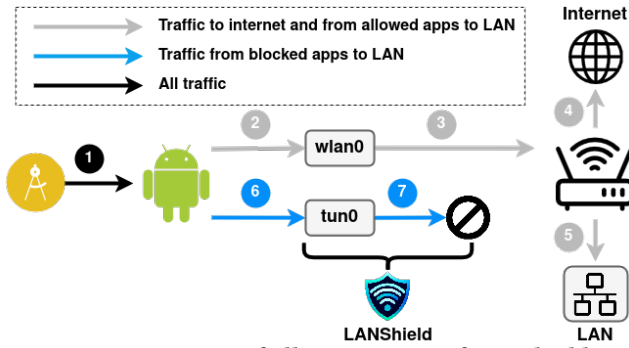 Traffic to internet and from allowed apps to LAN
Traffic from blocked apps to LAN
All traffic
Internet
1
2
wlan0
3
4
6
tun0
7
5
LANShield
LAN